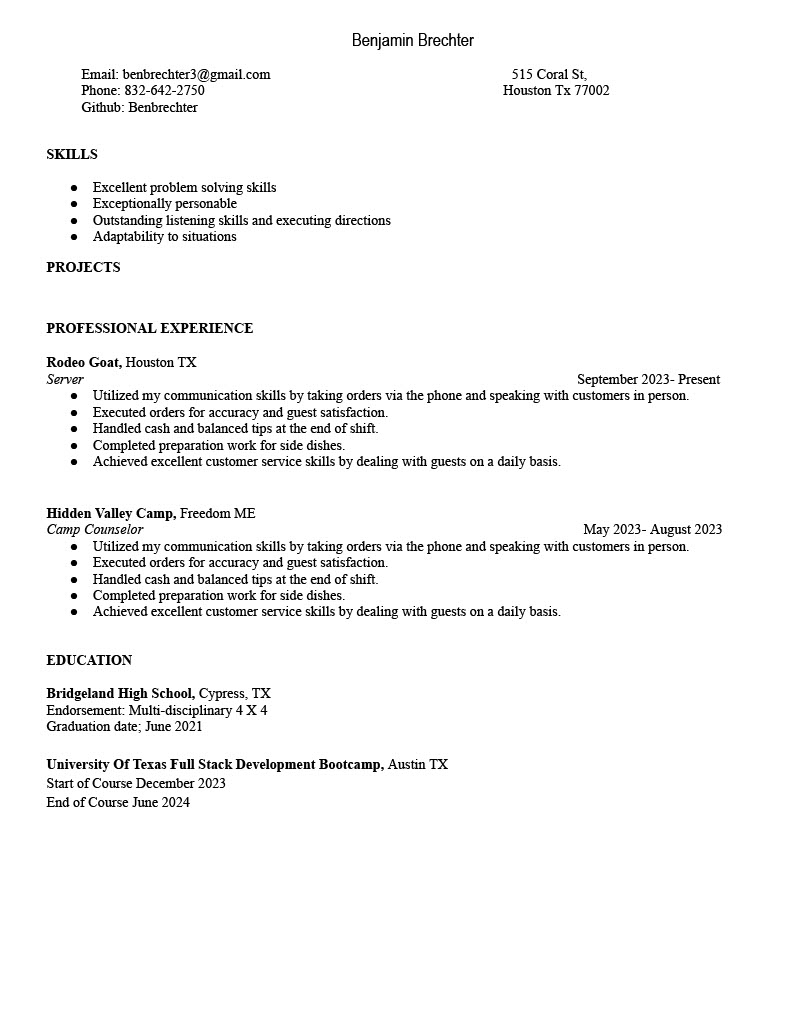 Benjamin Brechter
Email: benbrechter3@gmail.com 515 Coral St,
Phone: 832-642-2750 Houston Tx 77002
Github: Benbrechter
SKILLS
● Excellent problem solving skills
● Exceptionally personable
● Outstanding listening skills and executing directions
● Adaptability to situations
PROJECTS
PROFESSIONAL EXPERIENCE
Rodeo Goat, Houston TX
Server September 2023- Present
● Utilized my communication skills by taking orders via the phone and speaking with customers in person.
● Executed orders for accuracy and guest satisfaction.
● Handled cash and balanced tips at the end of shift.
● Completed preparation work for side dishes.
● Achieved excellent customer service skills by dealing with guests on a daily basis.
Hidden Valley Camp, Freedom ME
Camp Counselor May 2023- August 2023
● Utilized my communication skills by taking orders via the phone and speaking with customers in person.
● Executed orders for accuracy and guest satisfaction.
● Handled cash and balanced tips at the end of shift.
● Completed preparation work for side dishes.
● Achieved excellent customer service skills by dealing with guests on a daily basis.
EDUCATION
Bridgeland High School, Cypress, TX
Endorsement: Multi-disciplinary 4 X 4
Graduation date; June 2021
University Of Texas Full Stack Development Bootcamp, Austin TX
Start of Course December 2023
End of Course June 2024